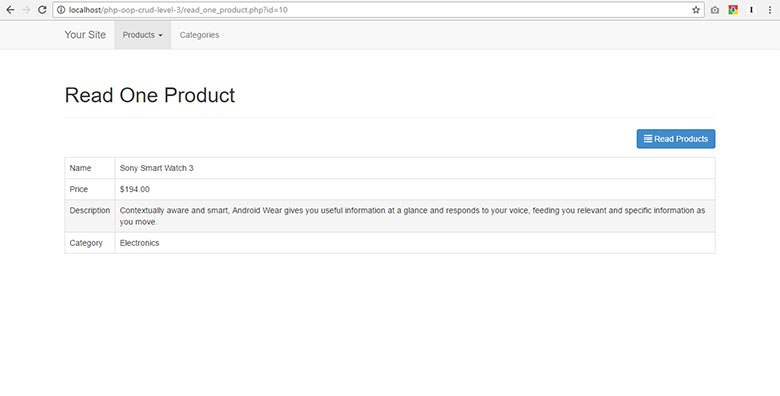 localhost/php-oop-crud-level-3/read_one_product.php?id=10
Your Site Products Categories
Read One Product
Read Products
Name Sony Smart Watch 3
Price $194.00
Description Contextually aware and smart, Android Wear gives you useful information at a glance and responds to your voice, feeding you relevant and specific information as
you move.
Category Electronics